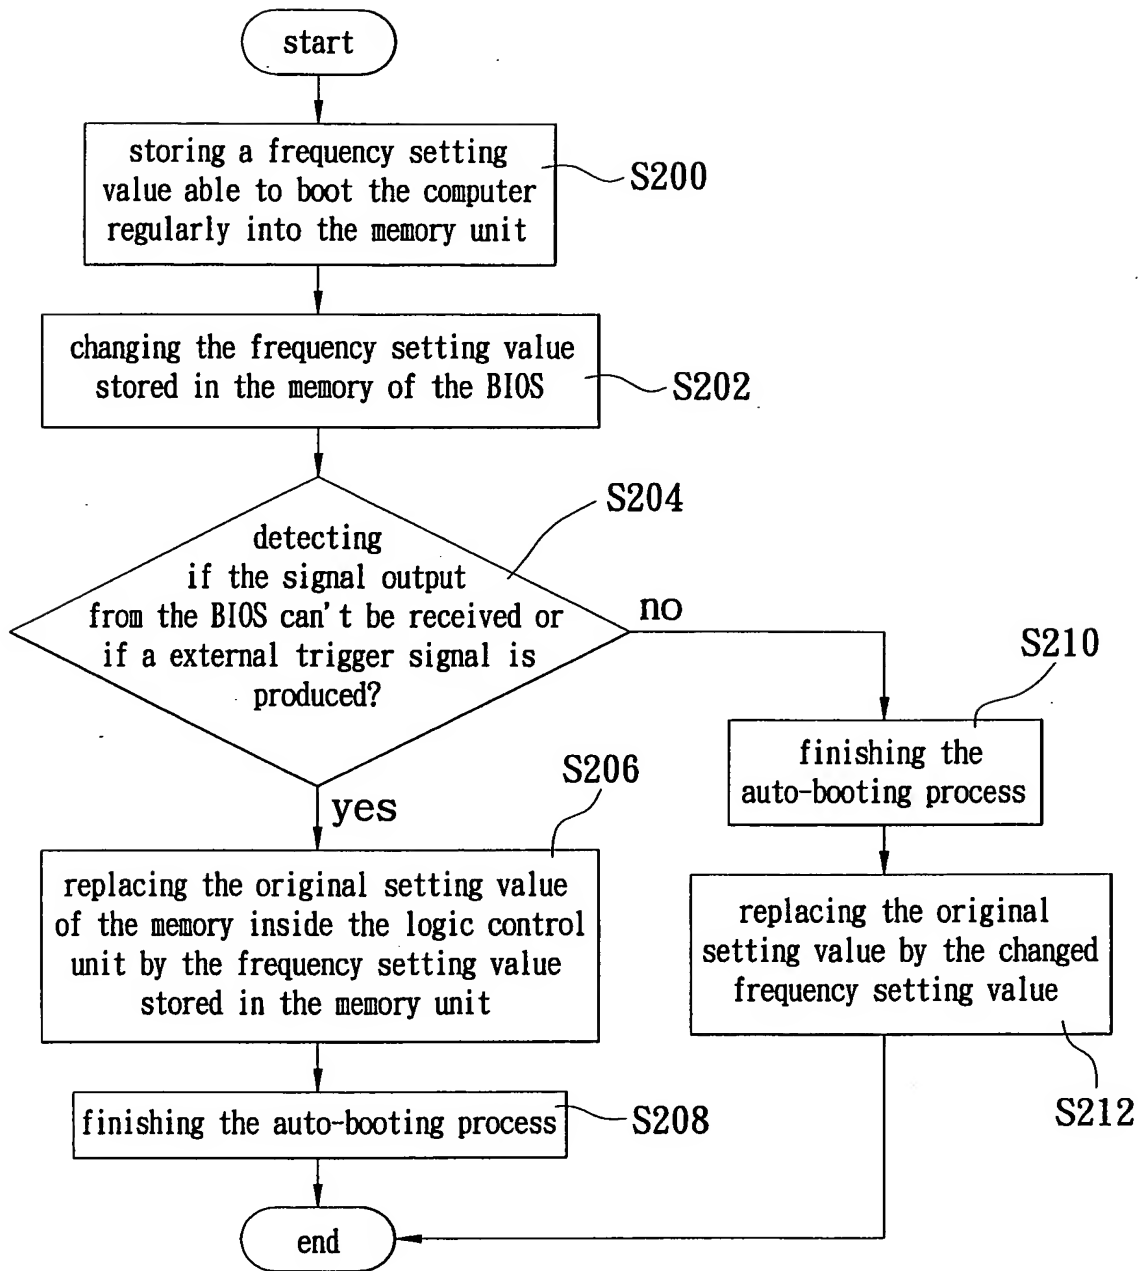 start
storing a frequency setting
value able to boot the computer
regularly into the memory unit
S200
changing the frequency setting value
stored in the memory of the BIOS
S202
S204
detecting
if the signal output
from the BIOS can't be received or
if a external trigger signal is
produced?
no
yes
S210
finishing the
auto-booting process
S206
replacing the original setting value
of the memory inside the logic control
unit by the frequency setting value
stored in the memory unit
replacing the original
setting value by the changed
frequency setting value
S212
finishing the auto-booting process
S208
end